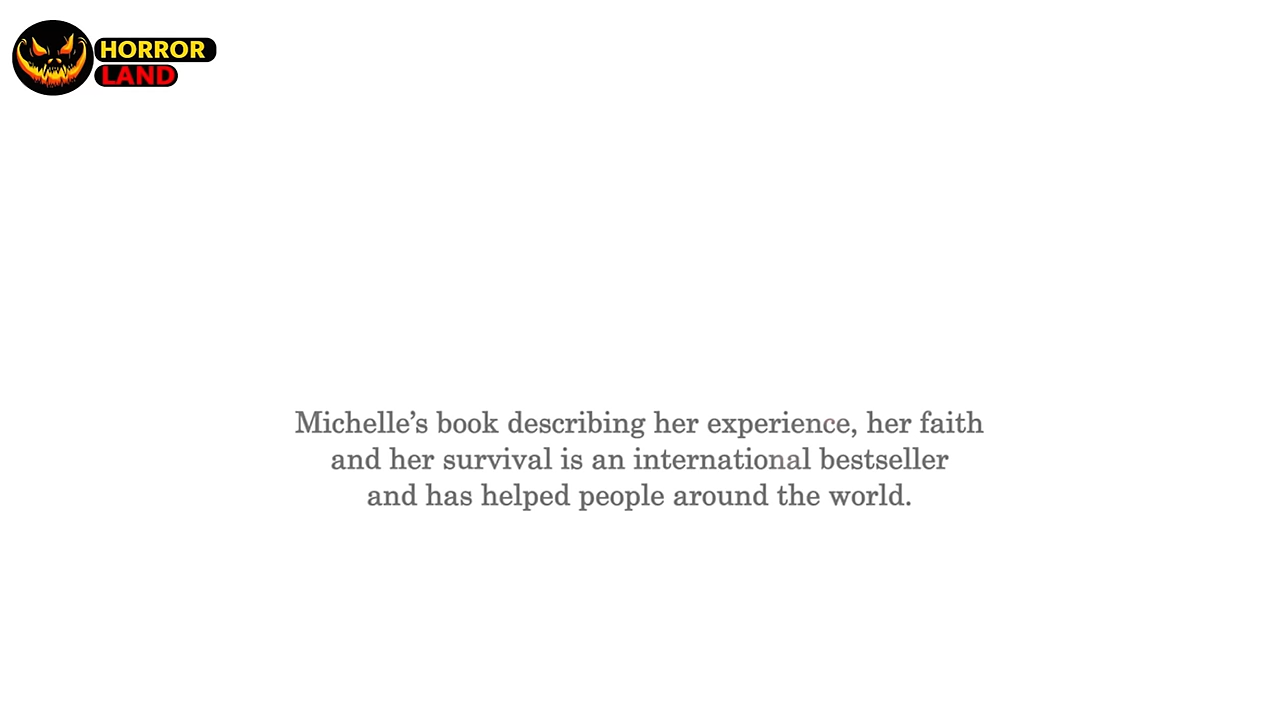 HORROR
LAND
Michelle’s book describing her experience, her faith
and her survival is an international bestseller
and has helped people around the world.